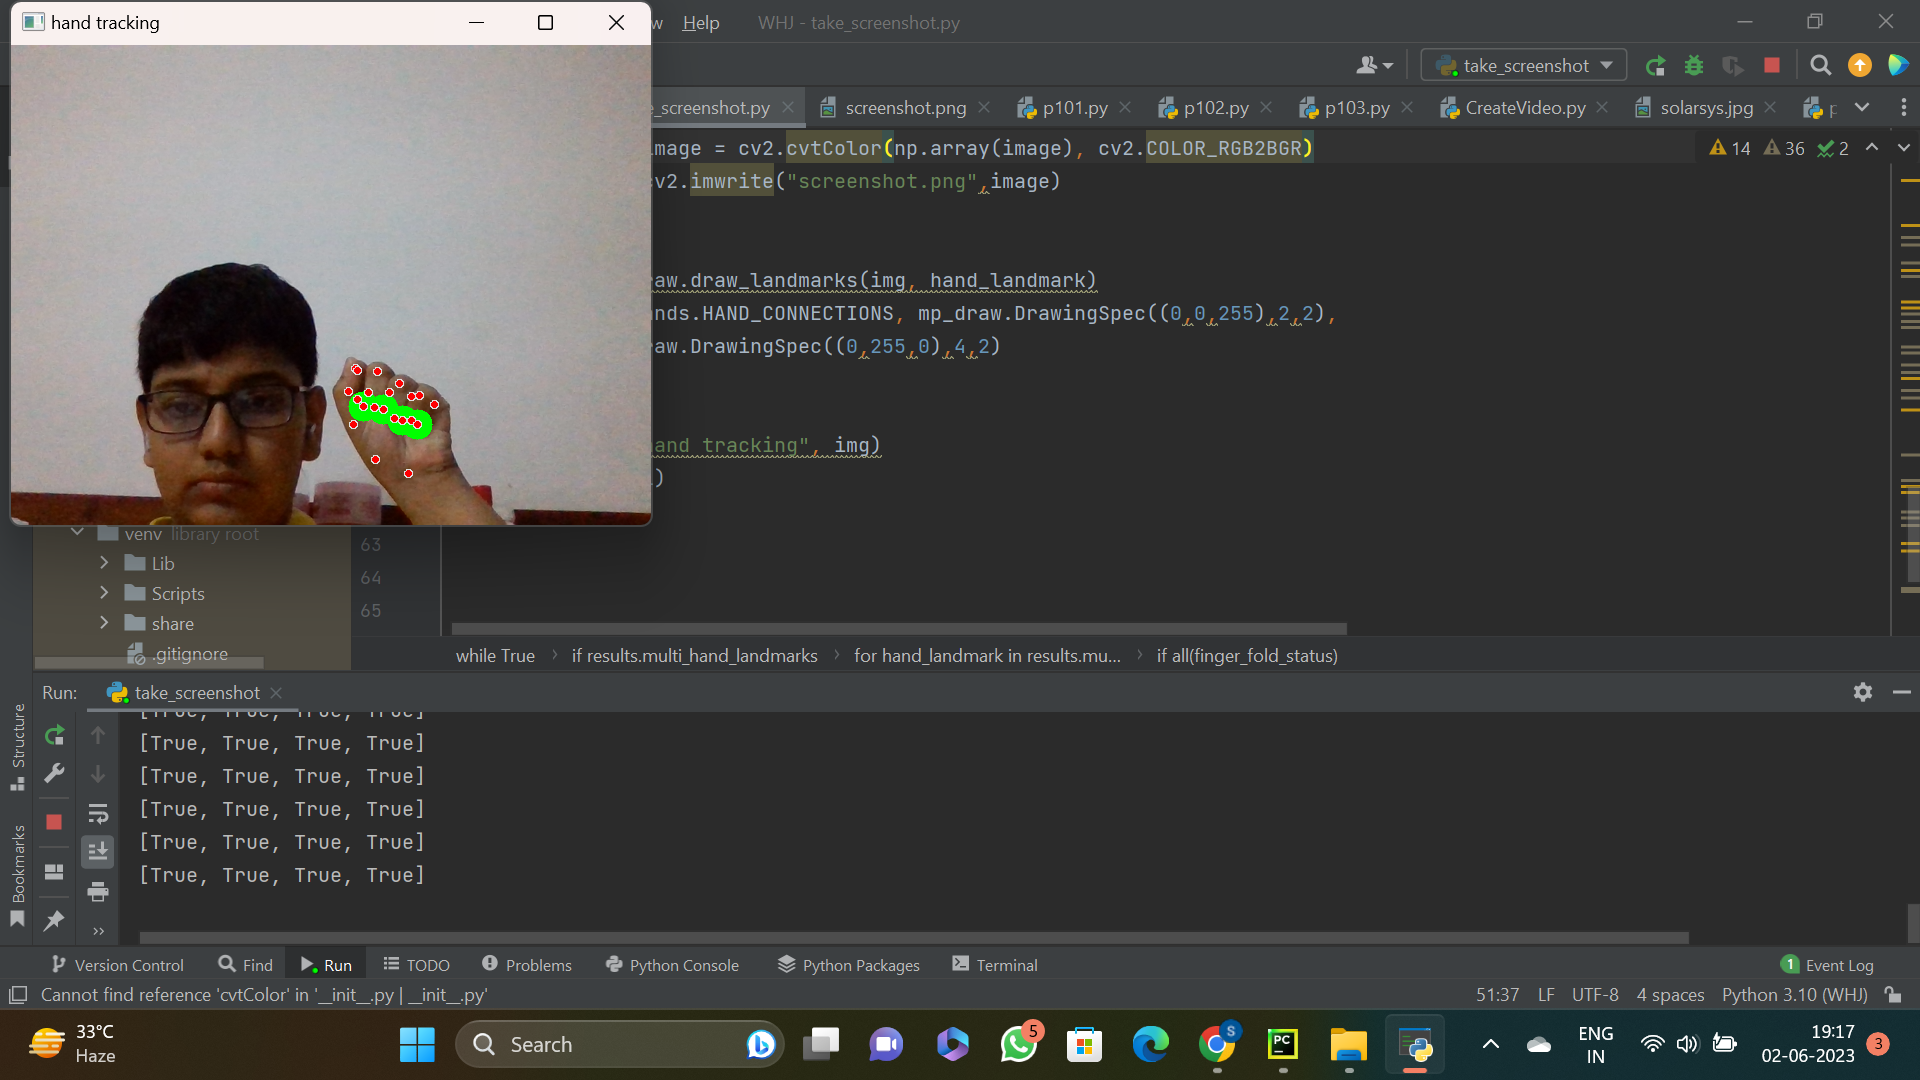 hand tracking
w Help WHJ - take_screenshot.py
take_screenshot
_screenshot.py screenshot.png p101.py p102.py p103.py CreateVideo.py solarsys.jpg
mage = cv2.cvtColor(np.array(image), cv2.COLOR_RGB2BGR)
14 36 2
v2.imwrite("screenshot.png",image)
aw.draw_landmarks(img, hand_landmark)
nds.HAND_CONNECTIONS, mp_draw.DrawingSpec((0,0,255),2,2),
aw.DrawingSpec((0,255,0),4,2)
and tracking", img)
)
venv library root
63
Lib
64
Scripts
65
share
.gitignore
while True if results.multi_hand_landmarks for hand_landmark in results.mu... if all(finger_fold_status)
Run: take_screenshot
[True, True, True, True]
[True, True, True, True]
[True, True, True, True]
[True, True, True, True]
[True, True, True, True]
[True, True, True, True]
Structure
Bookmarks
Version Control Find Run TODO Problems Python Console Python Packages Terminal 1 Event Log
Cannot find reference 'cvtColor' in '__init__.py | __init__.py' 51:37 LF UTF-8 4 spaces Python 3.10 (WHJ)
33°C
Haze
Search
5
S
PC
ENG
IN
19:17
02-06-2023
3